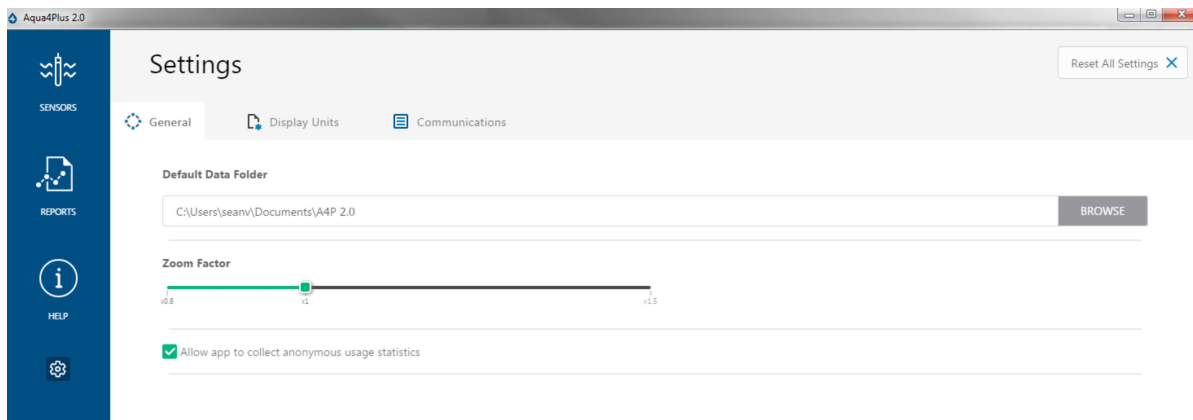 Aqua4Plus 2.0
SENSORS
REPORTS
HELP
Settings
Reset All Settings
General
Display Units
Communications
Default Data Folder
C:\Users\seanv\Documents\A4P 2.0
BROWSE
Zoom Factor
x0.8
x1
x1.5
Allow app to collect anonymous usage statistics